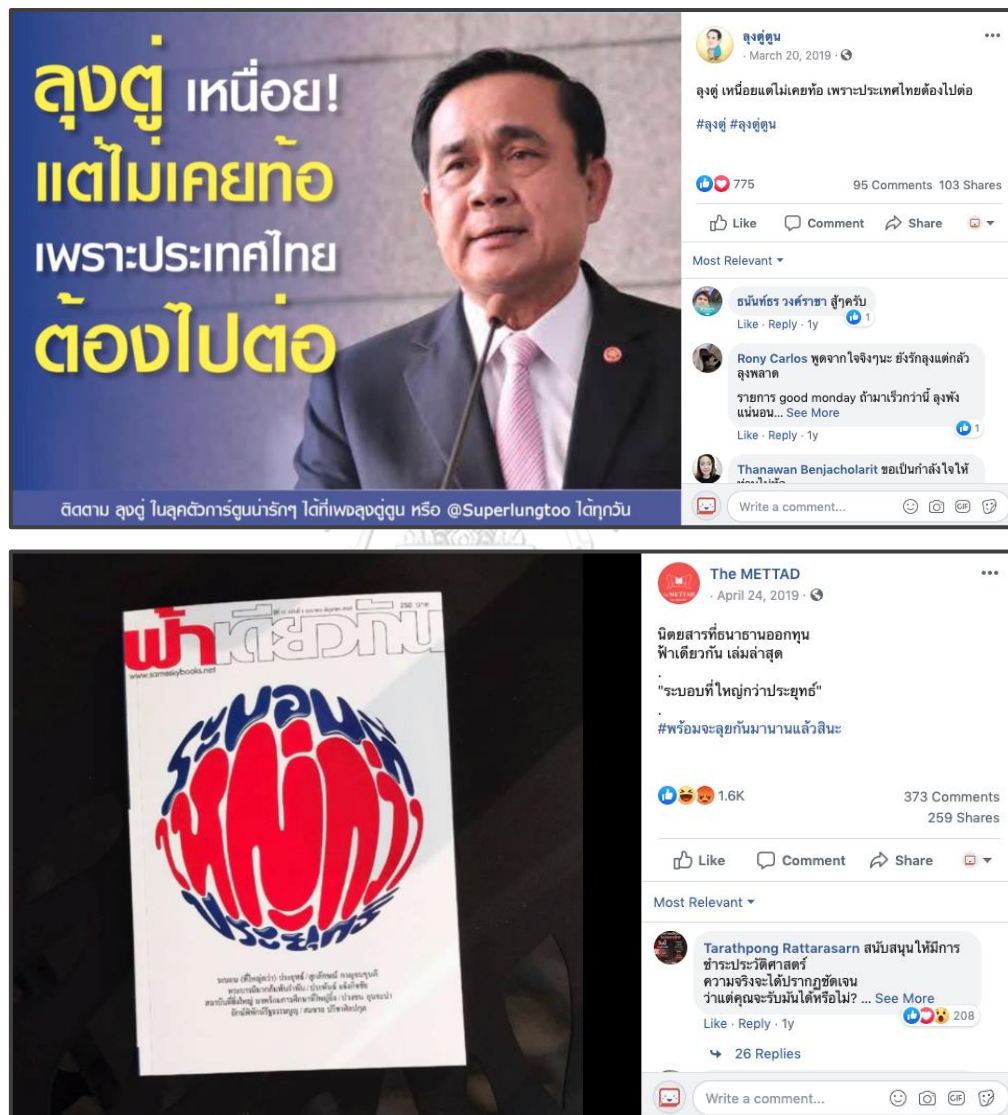 ลุงตู่ เหนื่อย!
แต่ไม่เคยท้อ
เพราะประเทศไทย
ต้องไปต่อ
ติดตาม ลุงตู่ ในลุคตัวการ์ตูนน่ารักๆ ได้ที่เพจลุงตู่ตูน หรือ @Superlungtoo ได้ทุกวัน
ลุงตู่ตูน
· March 20, 2019 ·
ลุงตู่ เหนื่อยแต่ไม่เคยท้อ เพราะประเทศไทยต้องไปต่อ
#ลุงตู่ #ลุงตู่ตูน
775 95 Comments 103 Shares
Like Comment Share
Most Relevant
ธนันท์ธร วงค์ราชา สู้ๆครับ
1
Like · Reply · 1y
Rony Carlos พูดจากใจจิงๆนะ ยังรักลุงแต่กลัว
ลุงพลาด
รายการ good monday ถ้ามาเร็วกว่านี้ ลุงพัง
แน่นอน... See More
1
Like · Reply · 1y
Thanawan Benjacholarit ขอเป็นกำลังใจให้
Write a comment...
GIF
ฟ้าเดียวกัน
250 บาท
www.sameskybooks.net
ระบอบที่
ใหญ่กว่า
ประยุทธ์
The METTAD
· April 24, 2019 ·
นิตยสารที่ธนาธานออกทุน
ฟ้าเดียวกัน เล่มล่าสุด
.
"ระบอบที่ใหญ่กว่าประยุทธ์"
.
#พร้อมจะลุยกันมานานแล้วสินะ
1.6K 373 Comments
259 Shares
Like Comment Share
Most Relevant
Tarathpong Rattarasarn สนับสนุนให้มีการ
ชำระประวัติศาสตร์
ความจริงจะได้ปรากฏชัดเจน
ว่าแต่คุณจะรับมันได้หรือไม่? ... See More
208
Like · Reply · 1y
26 Replies
Write a comment...
GIF